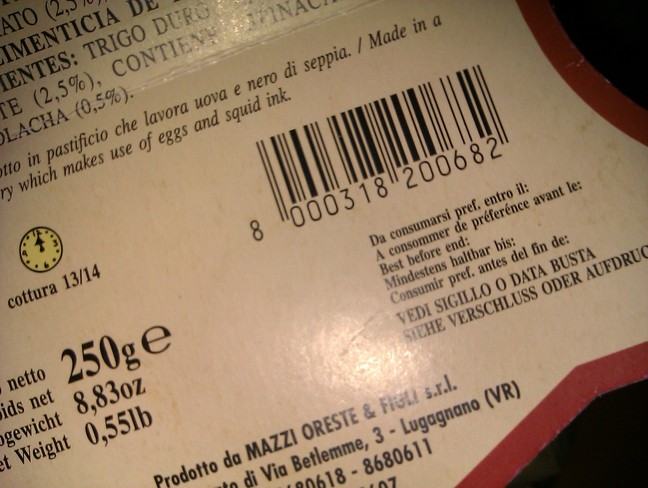 ATO (2,5%),
LIMENTICIA DE
IENTES: TRIGO DURO
TE (2,5%), CONTIENE ESPINACA
OLACHA (0,5%).
otto in pastificio che lavora uova e nero di seppia. / Made in a
ry which makes use of eggs and squid ink.
8 000318 200682
cottura 13/14
Da consumarsi pref. entro il:
A consommer de préférence avant le:
Best before end:
Mindestens haltbar bis:
Consumir pref. antes del fin de:
VEDI SIGILLO O DATA BUSTA
SIEHE VERSCHLUSS ODER AUFDRUC
netto 250g e
ids net 8,83oz
gewicht 0,55lb
et Weight
Prodotto da MAZZI ORESTE & FIGLI s.r.l.
to di Via Betlemme, 3 - Lugagnano (VR)
80618 - 8680611